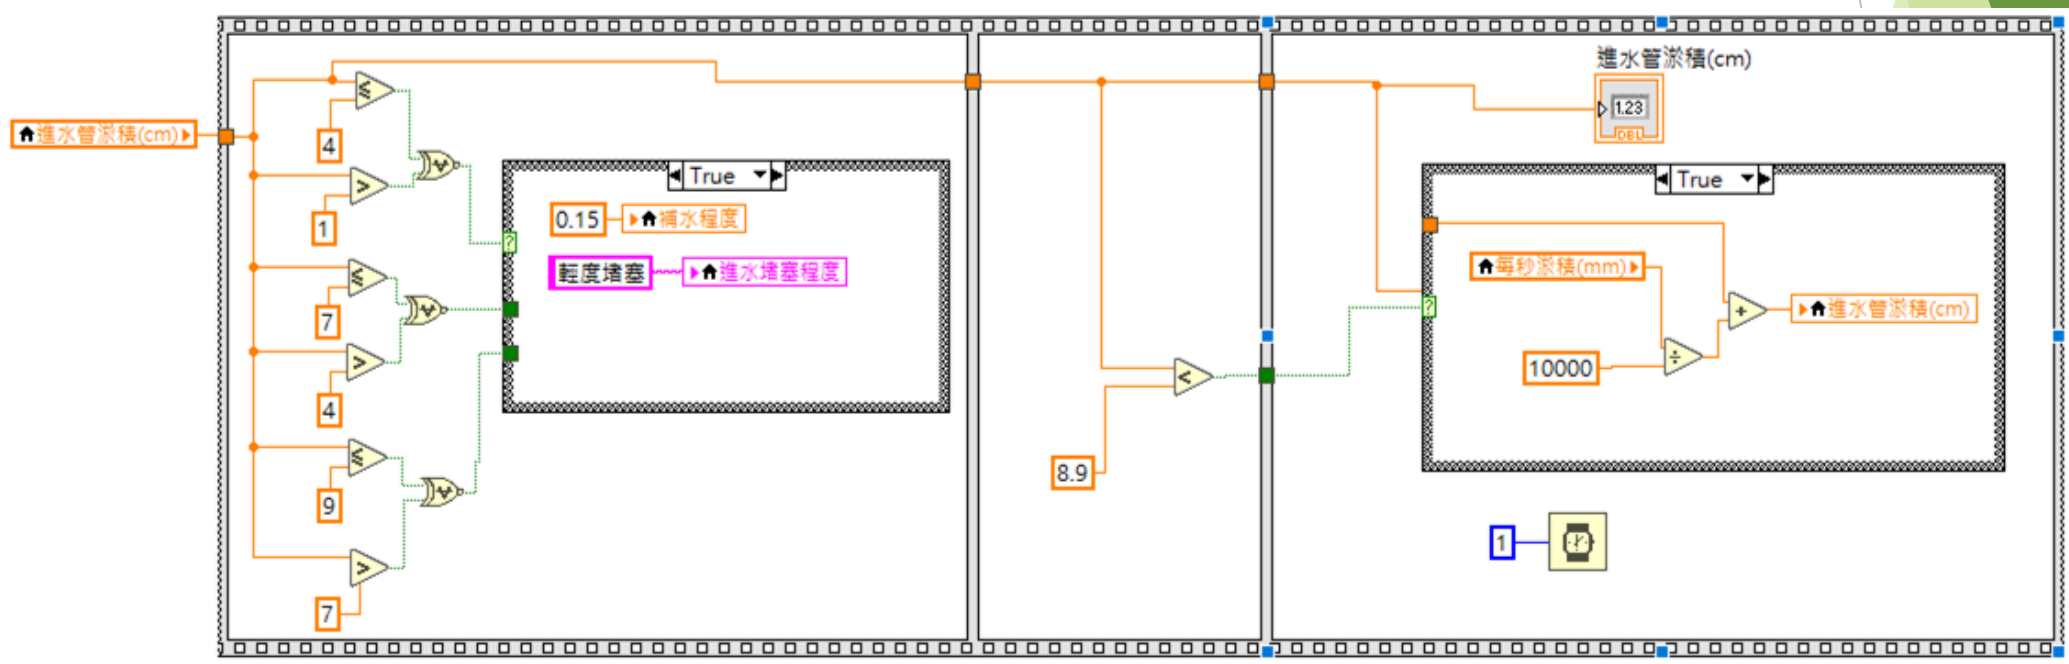 進水管淤積(cm)
進水管淤積(cm)
≤
4
>
1
True
0.15
補水程度
輕度堵塞
進水堵塞程度
≤
7
>
4
≤
9
>
7
<
8.9
1.23
DBL
True
每秒淤積(mm)
10000
÷
+
進水管淤積(cm)
1